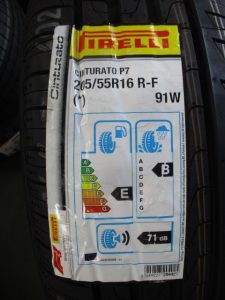 Cinturato
PIRELLI
CINTURATO P7
205/55R16 R-F
(*) 91W
A
B
C
D
E
F
G
E
B
71 dB